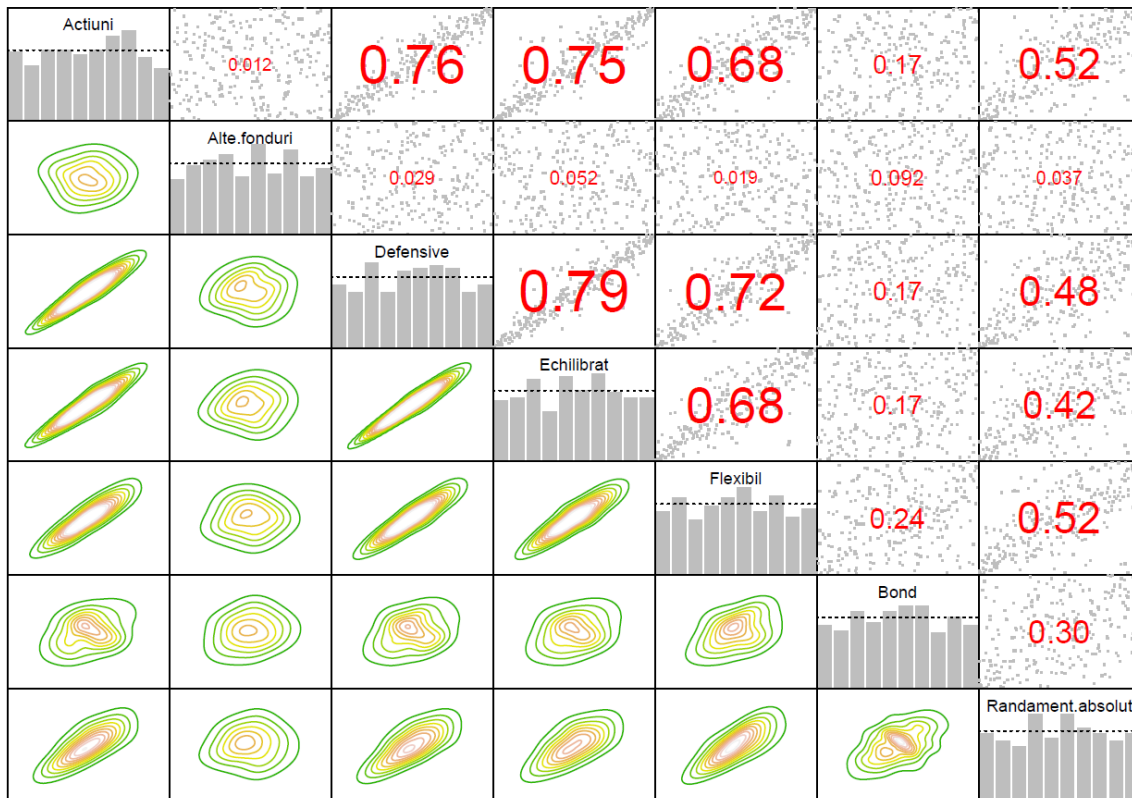 Actiuni 0.012 0.76 0.75 0.68 0.17 0.52
Alte.fonduri 0.029 0.052 0.019 0.092 0.037
Defensive 0.79 0.72 0.17 0.48
Echilibrat 0.68 0.17 0.42
Flexibil 0.24 0.52
Bond 0.30
Randament.absolut